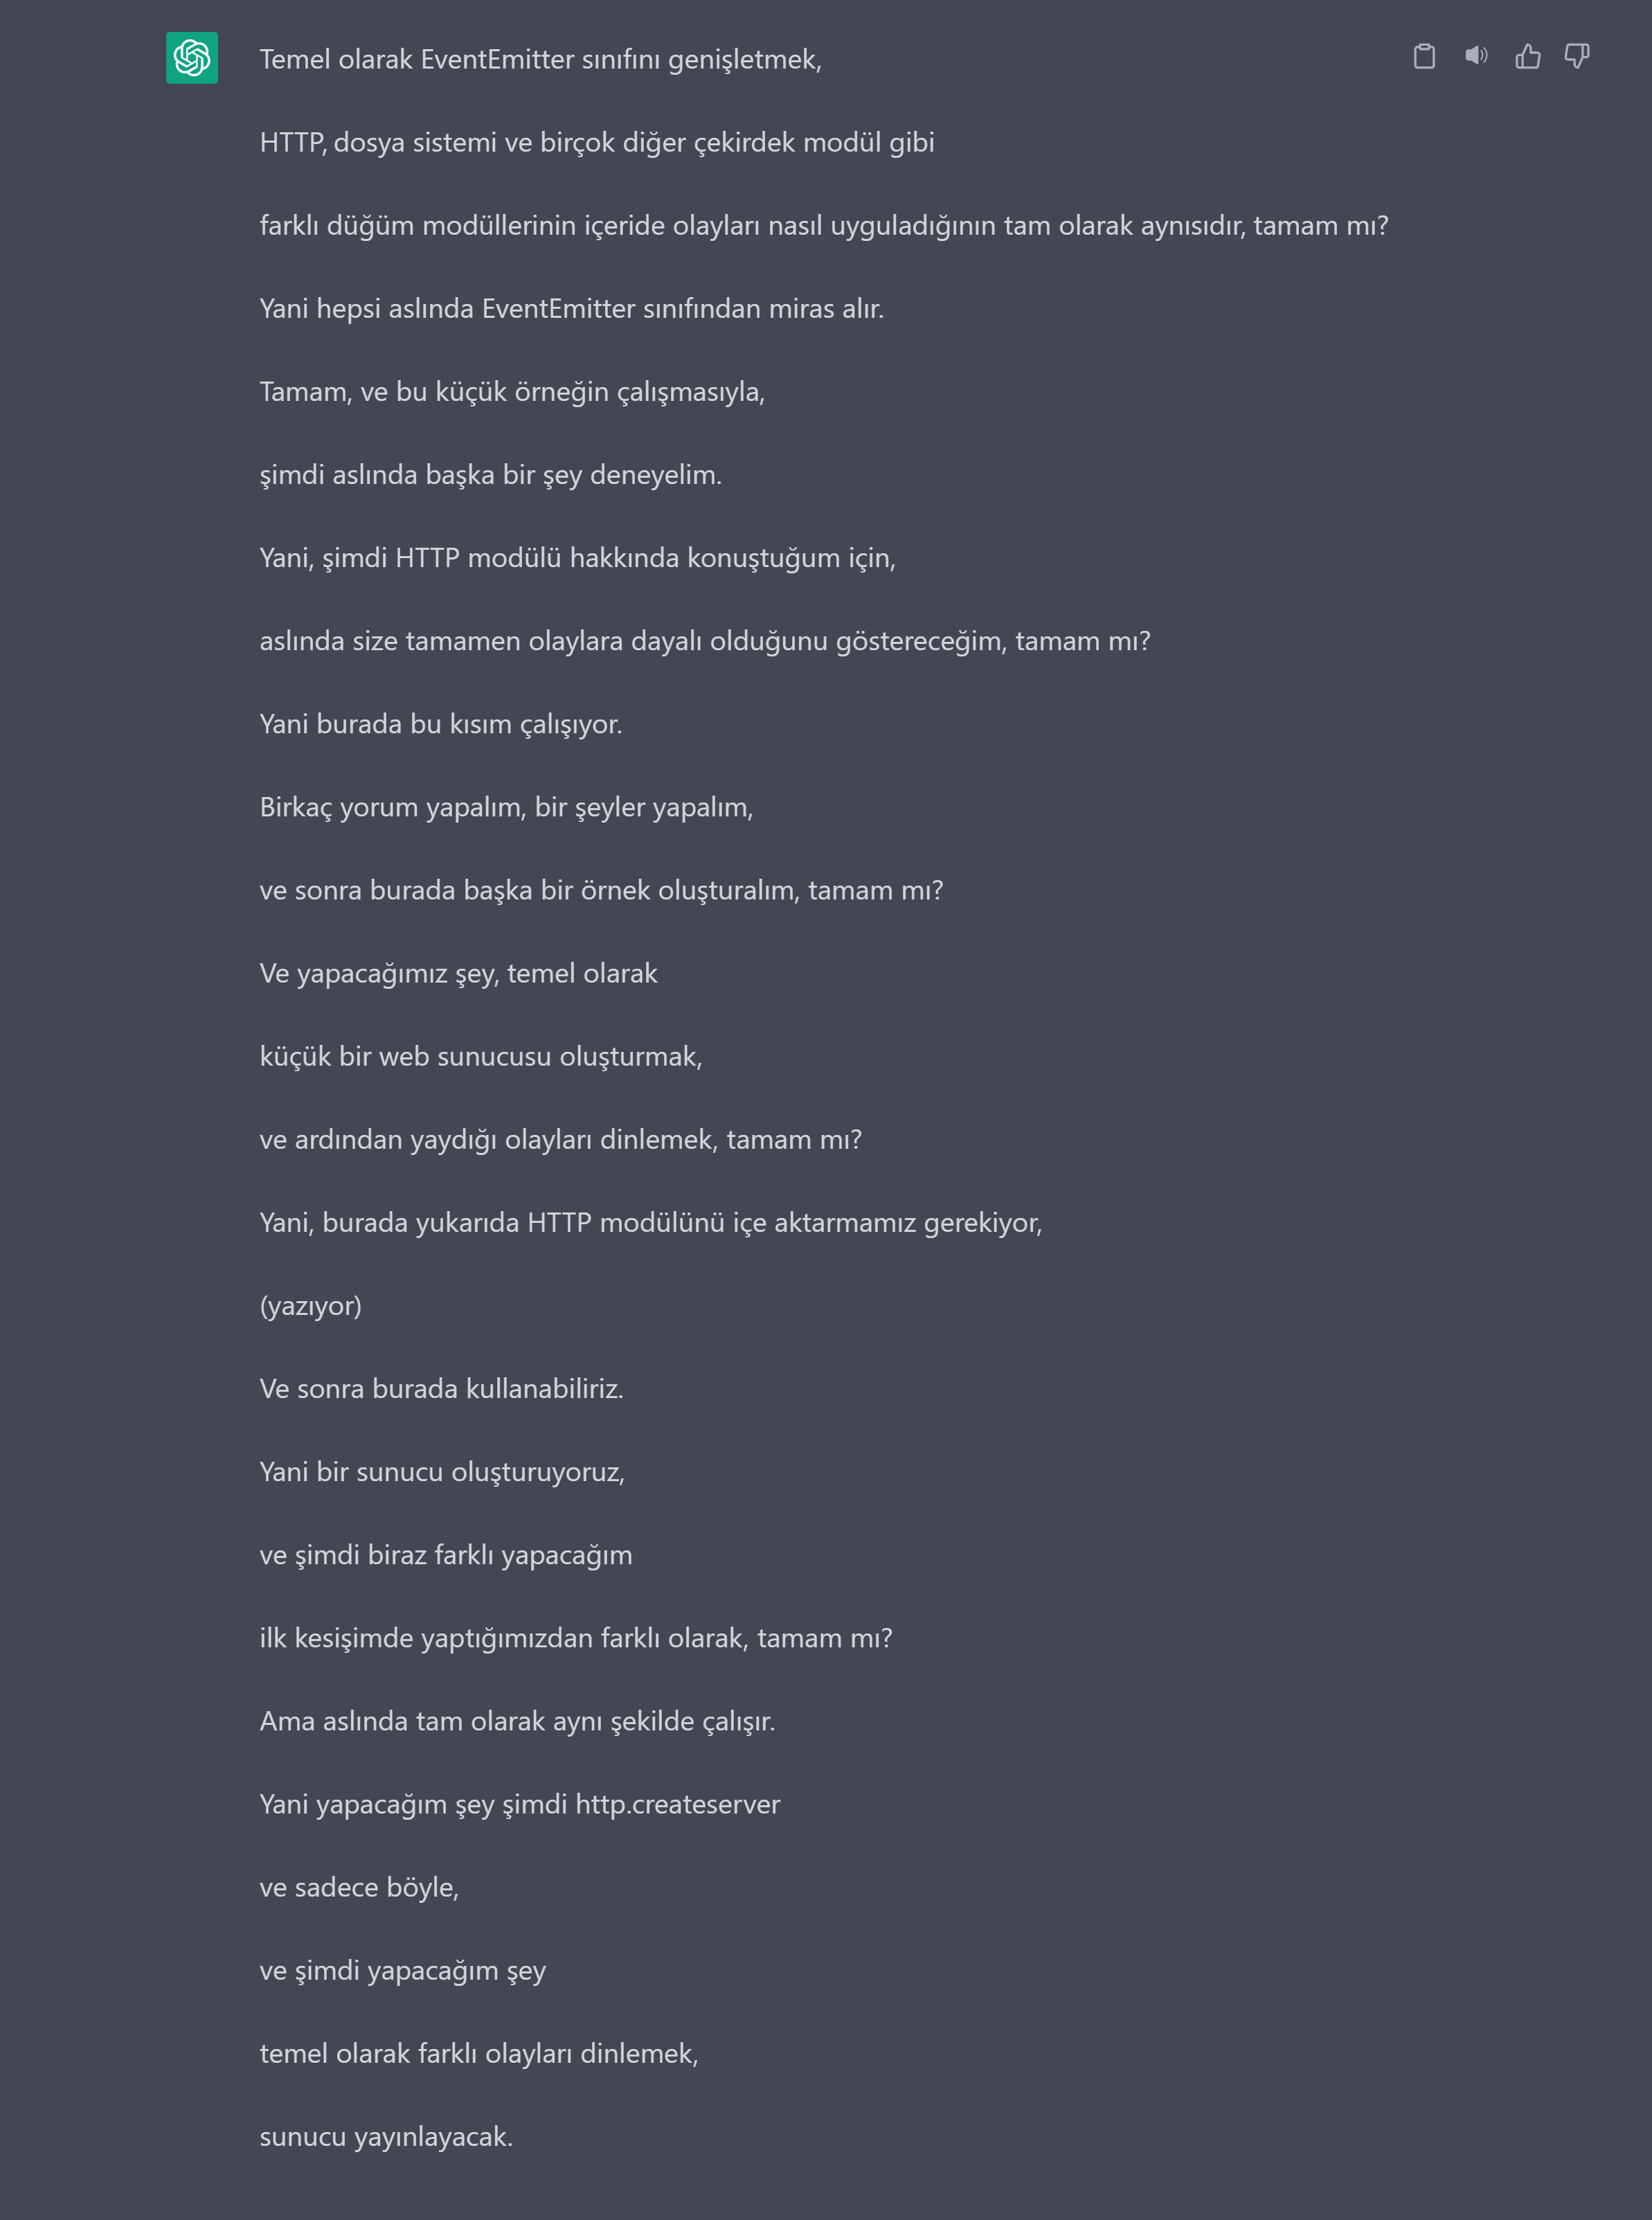 Temel olarak EventEmitter sınıfını genişletmek,
HTTP, dosya sistemi ve birçok diğer çekirdek modül gibi
farklı düğüm modüllerinin içeride olayları nasıl uyguladığının tam olarak aynısıdır, tamam mı?
Yani hepsi aslında EventEmitter sınıfından miras alır.
Tamam, ve bu küçük örneğin çalışmasıyla,
şimdi aslında başka bir şey deneyelim.
Yani, şimdi HTTP modülü hakkında konuştuğum için,
aslında size tamamen olaylara dayalı olduğunu göstereceğim, tamam mı?
Yani burada bu kısım çalışıyor.
Birkaç yorum yapalım, bir şeyler yapalım,
ve sonra burada başka bir örnek oluşturalım, tamam mı?
Ve yapacağımız şey, temel olarak
küçük bir web sunucusu oluşturmak,
ve ardından yaydığı olayları dinlemek, tamam mı?
Yani, burada yukarıda HTTP modülünü içe aktarmamız gerekiyor,
(yazıyor)
Ve sonra burada kullanabiliriz.
Yani bir sunucu oluşturuyoruz,
ve şimdi biraz farklı yapacağım
ilk kesişimde yaptığımızdan farklı olarak, tamam mı?
Ama aslında tam olarak aynı şekilde çalışır.
Yani yapacağım şey şimdi http.createserver
ve sadece böyle,
ve şimdi yapacağım şey
temel olarak farklı olayları dinlemek,
sunucu yayınlayacak.